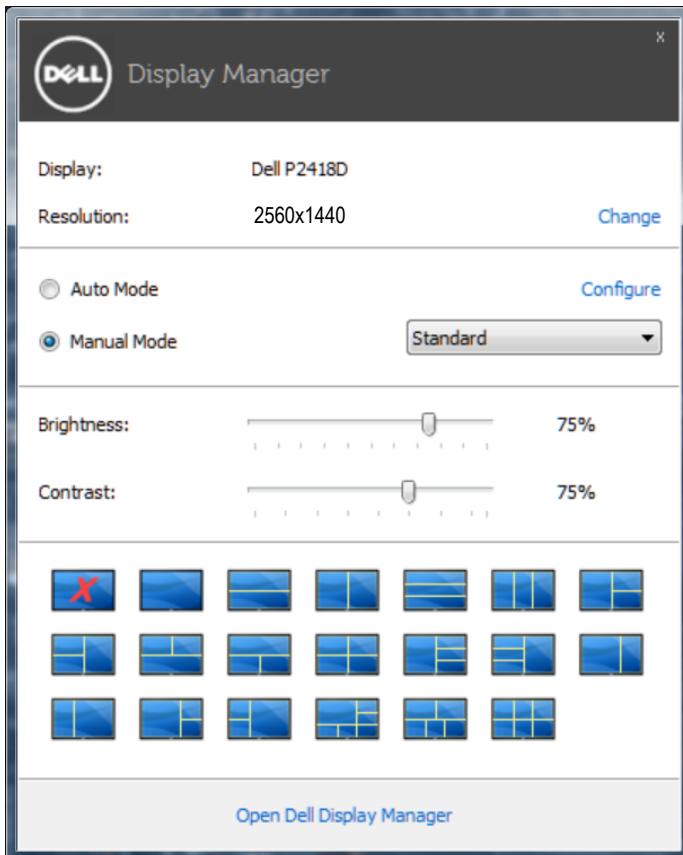 x
DELL Display Manager
Display: Dell P2418D
Resolution: 2560x1440 Change
Auto Mode Configure
Manual Mode Standard
Brightness: 75%
Contrast: 75%
Open Dell Display Manager